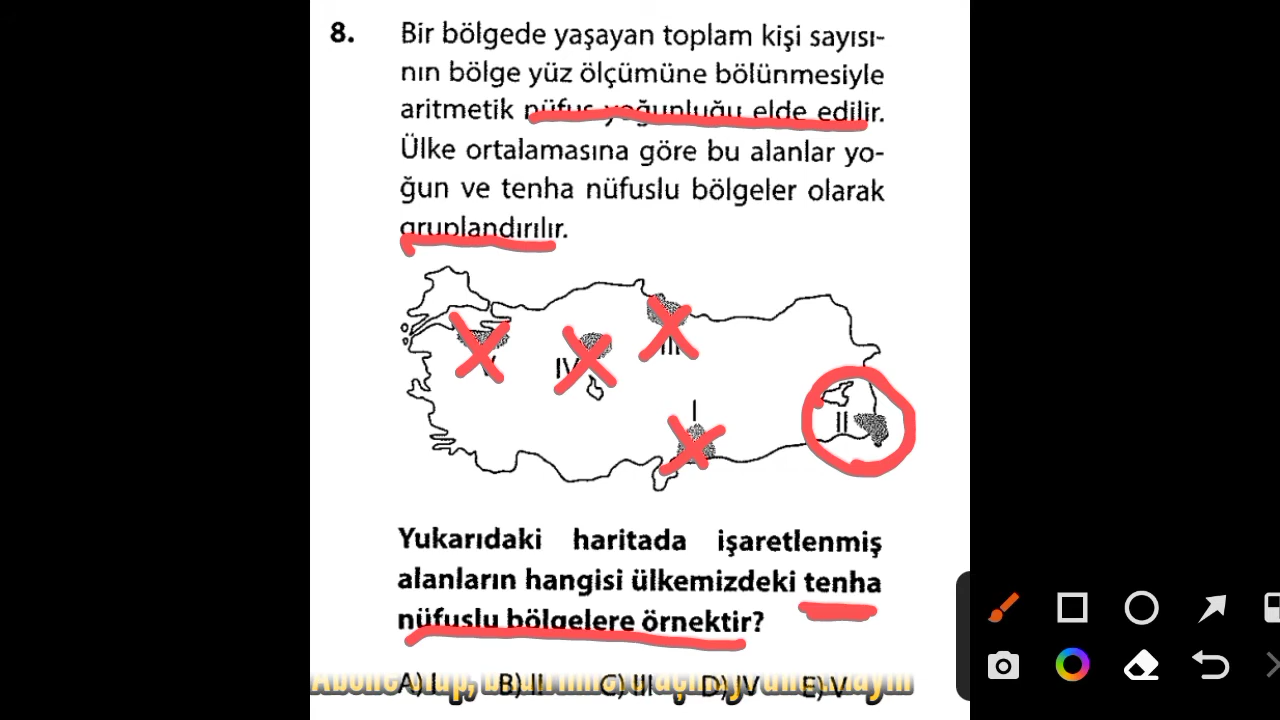 8. Bir bölgede yaşayan toplam kişi sayısı-
nın bölge yüz ölçümüne bölünmesiyle
aritmetik nüfus yoğunluğu elde edilir.
Ülke ortalamasına göre bu alanlar yo-
ğun ve tenha nüfuslu bölgeler olarak
gruplandırılır.
III
IV
V
I
II
Yukarıdaki haritada işaretlenmiş
alanların hangisi ülkemizdeki tenha
nüfuslu bölgelere örnektir?
A) I B) II C) III D) IV E) V